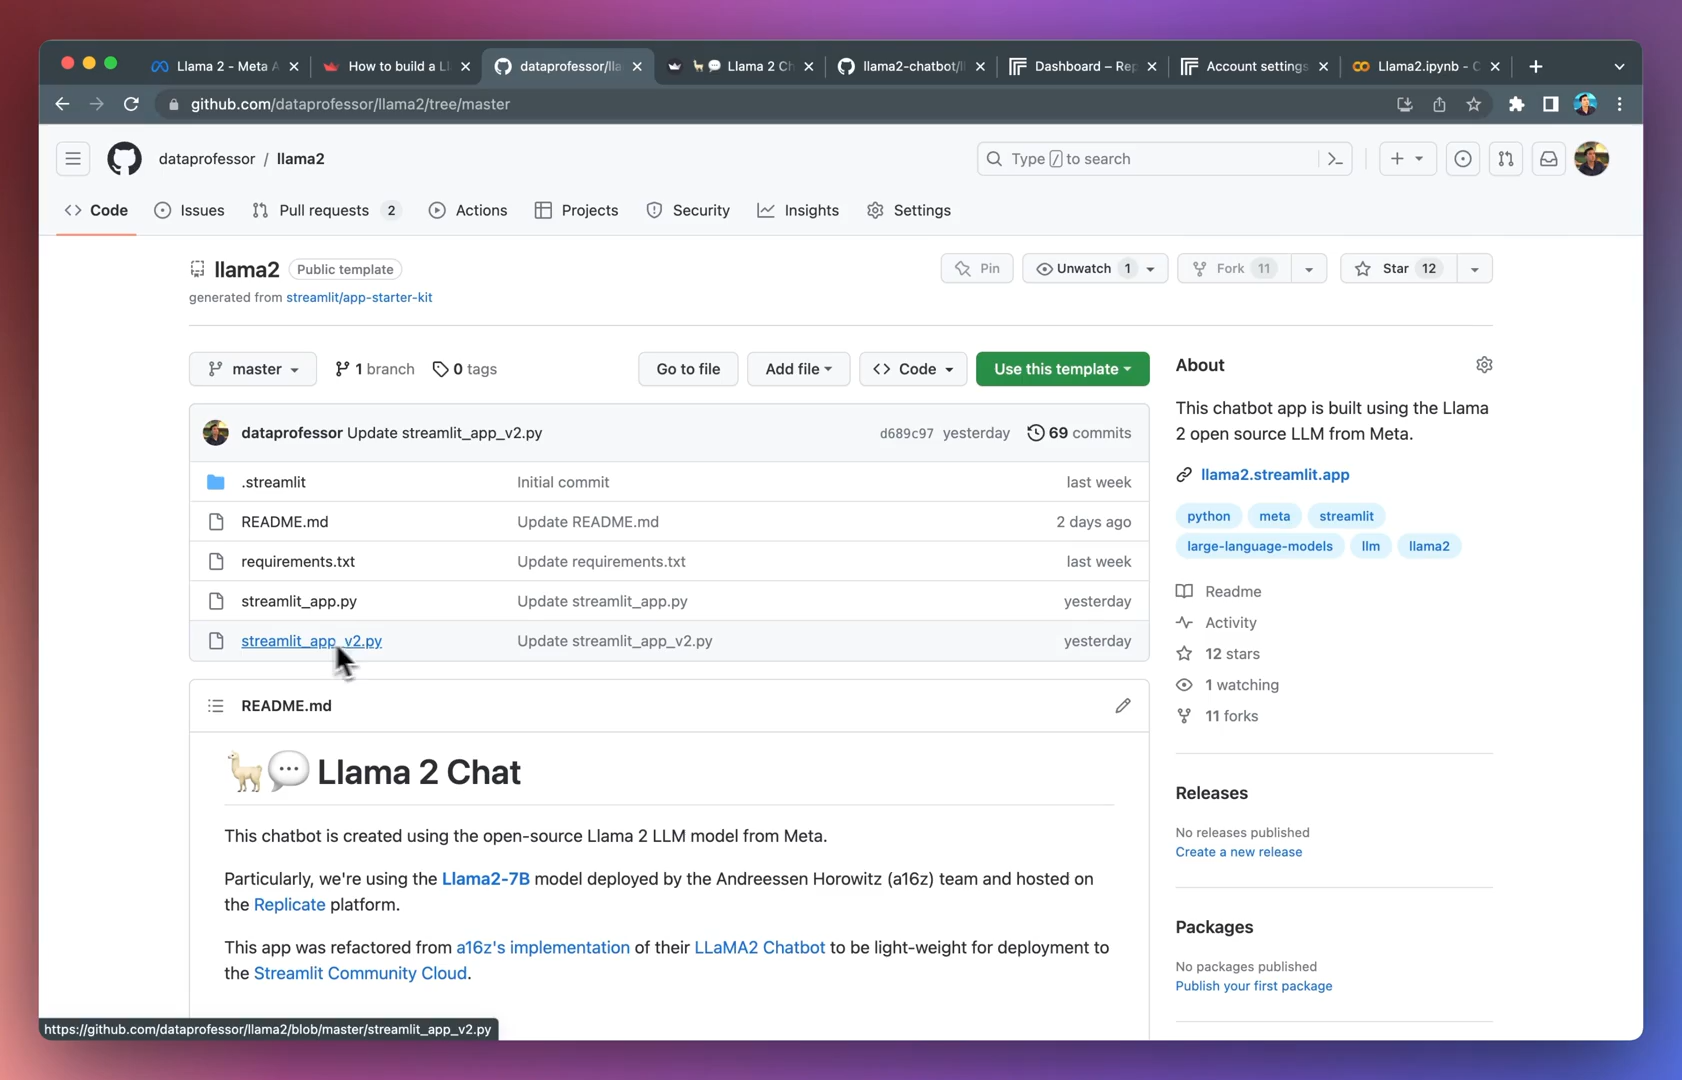 Llama 2 - Meta A
How to build a Ll
dataprofessor/lla
Llama 2 Ch
llama2-chatbot/l
Dashboard – Rep
Account settings
Llama2.ipynb - C
github.com/dataprofessor/llama2/tree/master
dataprofessor / llama2
Type / to search
Code
Issues
Pull requests 2
Actions
Projects
Security
Insights
Settings
llama2 Public template
Pin
Unwatch 1
Fork 11
Star 12
generated from streamlit/app-starter-kit
master
1 branch
0 tags
Go to file
Add file
Code
Use this template
dataprofessor Update streamlit_app_v2.py d689c97 yesterday 69 commits
.streamlit Initial commit last week
README.md Update README.md 2 days ago
requirements.txt Update requirements.txt last week
streamlit_app.py Update streamlit_app.py yesterday
streamlit_app_v2.py Update streamlit_app_v2.py yesterday
README.md
Llama 2 Chat
This chatbot is created using the open-source Llama 2 LLM model from Meta.
Particularly, we're using the Llama2-7B model deployed by the Andreessen Horowitz (a16z) team and hosted on
the Replicate platform.
This app was refactored from a16z's implementation of their LLaMA2 Chatbot to be light-weight for deployment to
the Streamlit Community Cloud.
About
This chatbot app is built using the Llama
2 open source LLM from Meta.
llama2.streamlit.app
python meta streamlit
large-language-models llm llama2
Readme
Activity
12 stars
1 watching
11 forks
Releases
No releases published
Create a new release
Packages
No packages published
Publish your first package
https://github.com/dataprofessor/llama2/blob/master/streamlit_app_v2.py